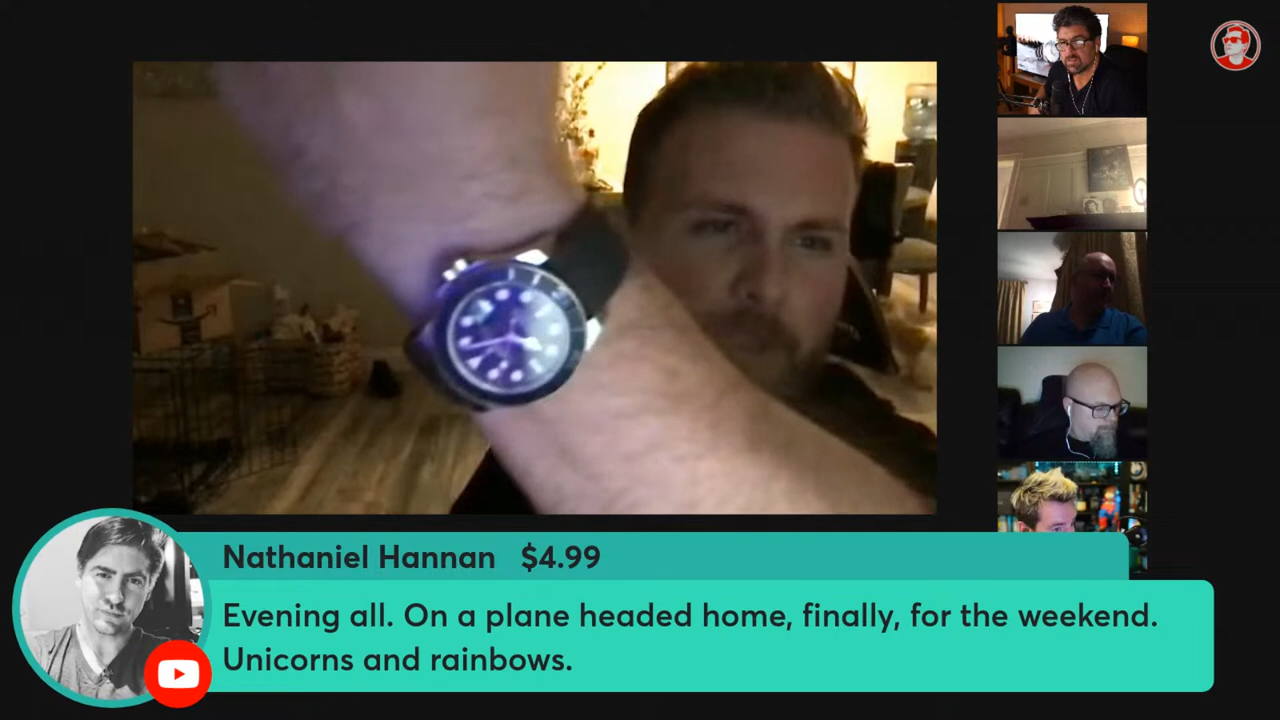 Nathaniel Hannan $4.99
Evening all. On a plane headed home, finally, for the weekend.
Unicorns and rainbows.